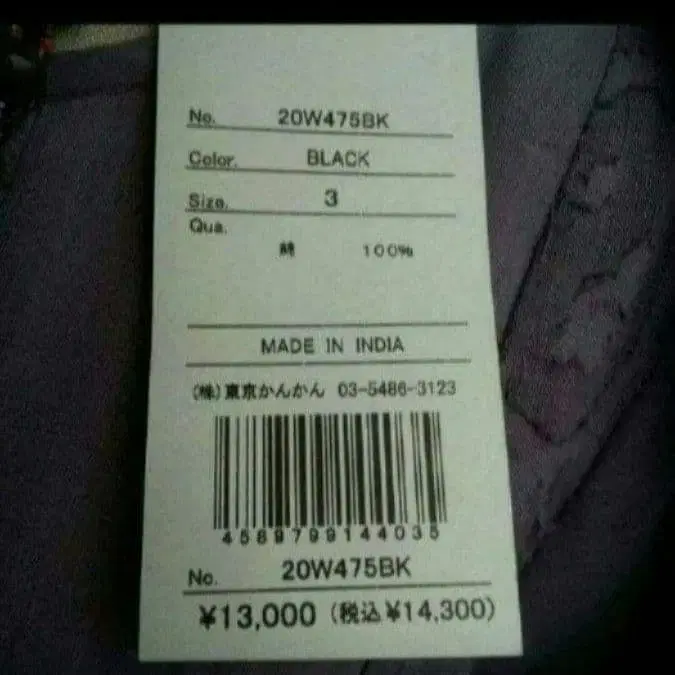 No. 20W475BK
Color. BLACK
Size. 3
Qua.
綿 100%
MADE IN INDIA
(株)東京かんかん 03-5486-3123
4589799144035
No. 20W475BK
¥13,000 (税込¥14,300)